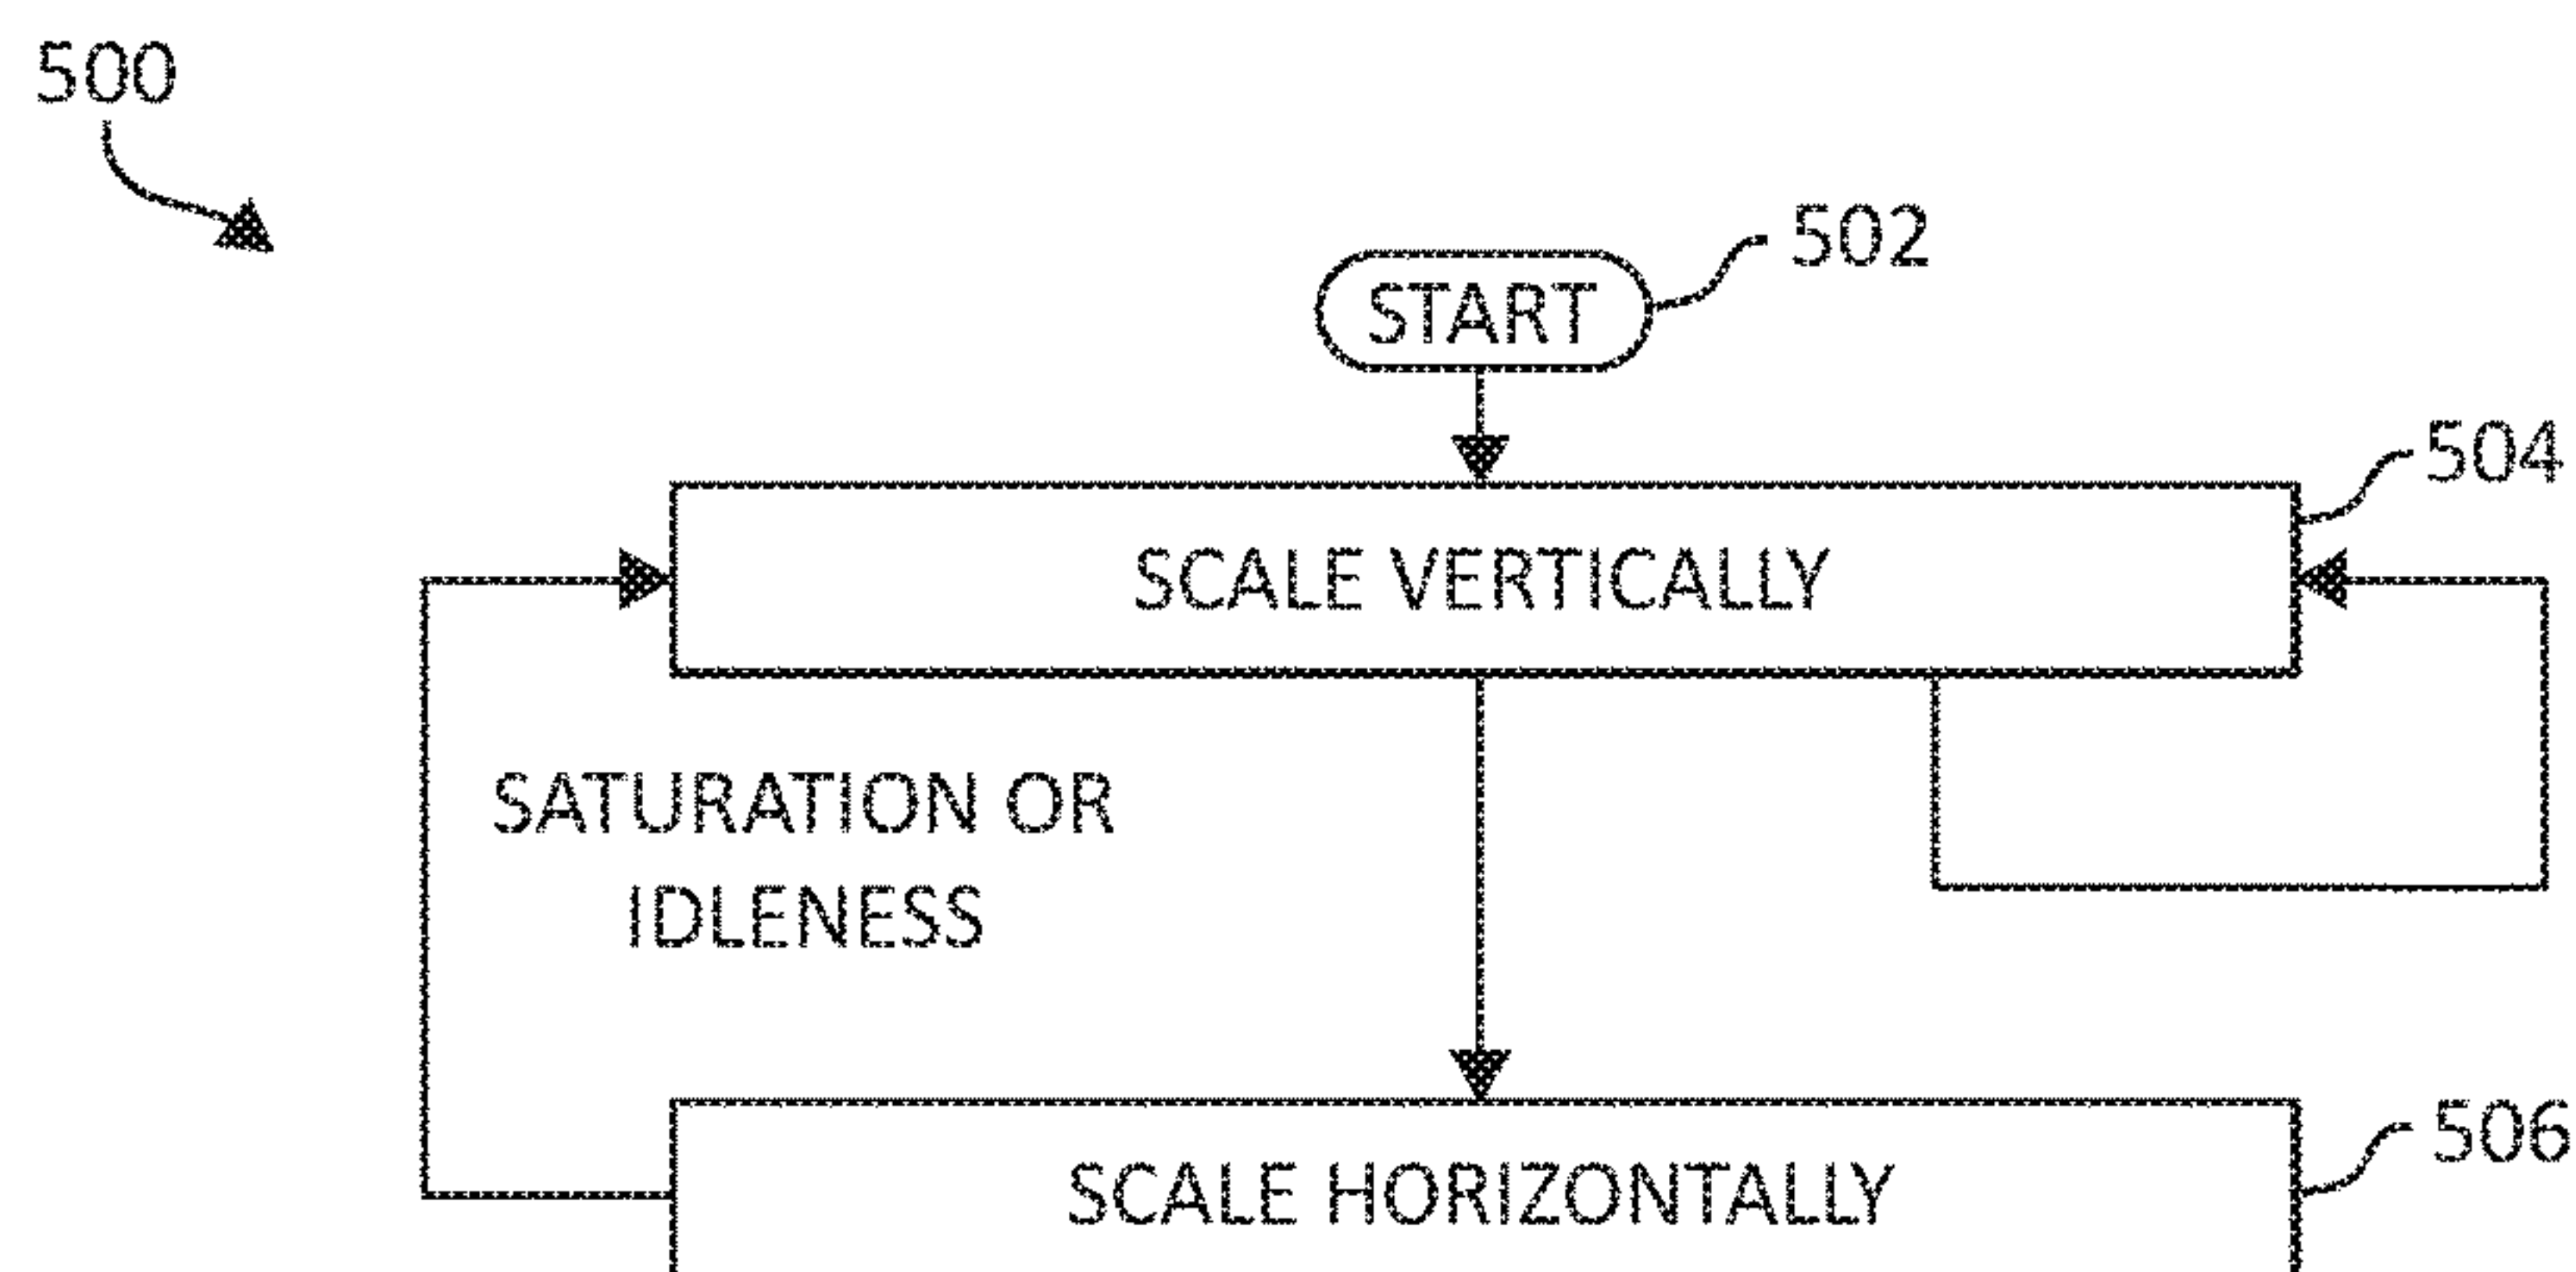 500
502
START
504
SCALE VERTICALLY
SATURATION OR
IDLENESS
506
SCALE HORIZONTALLY